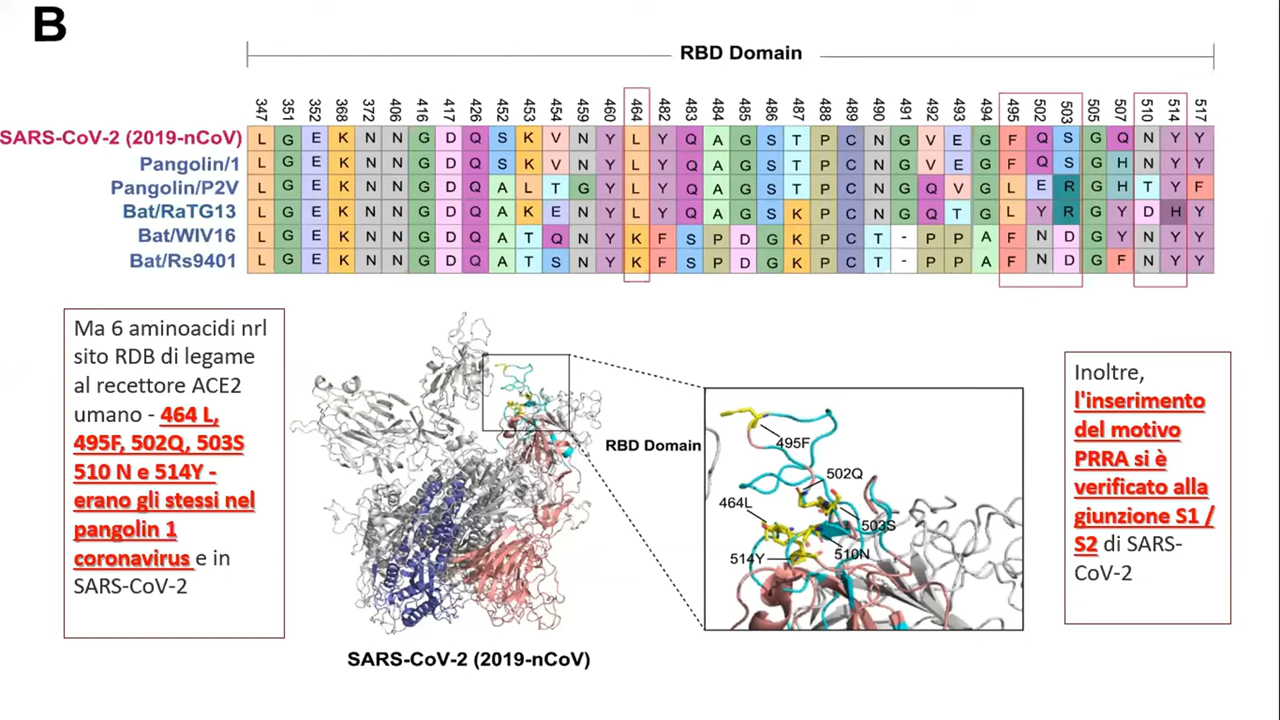 B
RBD Domain
347 351 352 368 372 406 416 417 426 452 453 454 459 460 464 482 483 484 485 486 487 488 489 490 491 492 493 494 495 502 503 505 507 510 514 517
SARS-CoV-2 (2019-nCoV) L G E K N N G D Q S K V N Y L Y Q A G S T P C N G V E G F Q S G Q N Y Y
Pangolin/1 L G E K N N G D Q S K V N Y L Y Q A G S T P C N G V E G F Q S G H N Y Y
Pangolin/P2V L G E K N N G D Q A L T G Y L Y Q A G S T P C N G Q V G L E R G H T Y F
Bat/RaTG13 L G E K N N G D Q A K E N Y L Y Q A G S K P C N G Q T G L Y R G Y D H Y
Bat/WIV16 L G E K N N G D Q A T Q N Y K F S P D G K P C T - P P A F N D G Y N Y Y
Bat/Rs9401 L G E K N N G D Q A T S N Y K F S P D G K P C T - P P A F N D G F N Y Y
Ma 6 aminoacidi nrl
sito RDB di legame
al recettore ACE2
umano - 464 L,
495F, 502Q, 503S
510 N e 514Y -
erano gli stessi nel
pangolin 1
coronavirus e in
SARS-CoV-2
RBD Domain
495F
502Q
464L
503S
510N
514Y
SARS-CoV-2 (2019-nCoV)
Inoltre,
l'inserimento
del motivo
PRRA si è
verificato alla
giunzione S1 /
S2 di SARS-
CoV-2